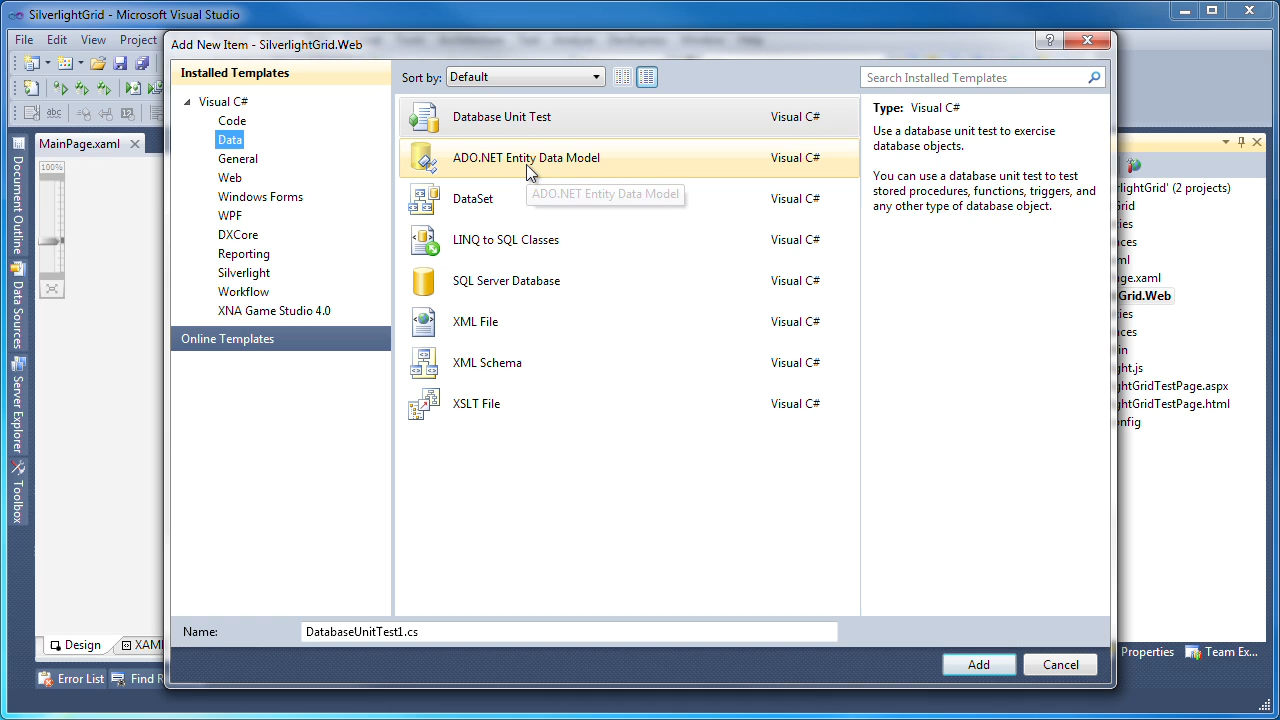 SilverlightGrid - Microsoft Visual Studio
File Edit View Project
Add New Item - SilverlightGrid.Web
Installed Templates
Sort by: Default
Search Installed Templates
Visual C#
Code
Data
General
Web
Windows Forms
WPF
DXCore
Reporting
Silverlight
Workflow
XNA Game Studio 4.0
Online Templates
Database Unit Test Visual C#
ADO.NET Entity Data Model Visual C#
ADO.NET Entity Data Model
DataSet Visual C#
LINQ to SQL Classes Visual C#
SQL Server Database Visual C#
XML File Visual C#
XML Schema Visual C#
XSLT File Visual C#
Type: Visual C#
Use a database unit test to exercise
database objects.
You can use a database unit test to test
stored procedures, functions, triggers, and
any other type of database object.
Name: DatabaseUnitTest1.cs
Add Cancel
MainPage.xaml
100%
Document Outline
Data Sources
Server Explorer
Toolbox
Design XAML
Error List Find R
rlightGrid' (2 projects)
Grid
ties
nces
ml
ge.xaml
Grid.Web
ties
nces
in
ght.js
ghtGridTestPage.aspx
ghtGridTestPage.html
onfig
Properties Team Ex...